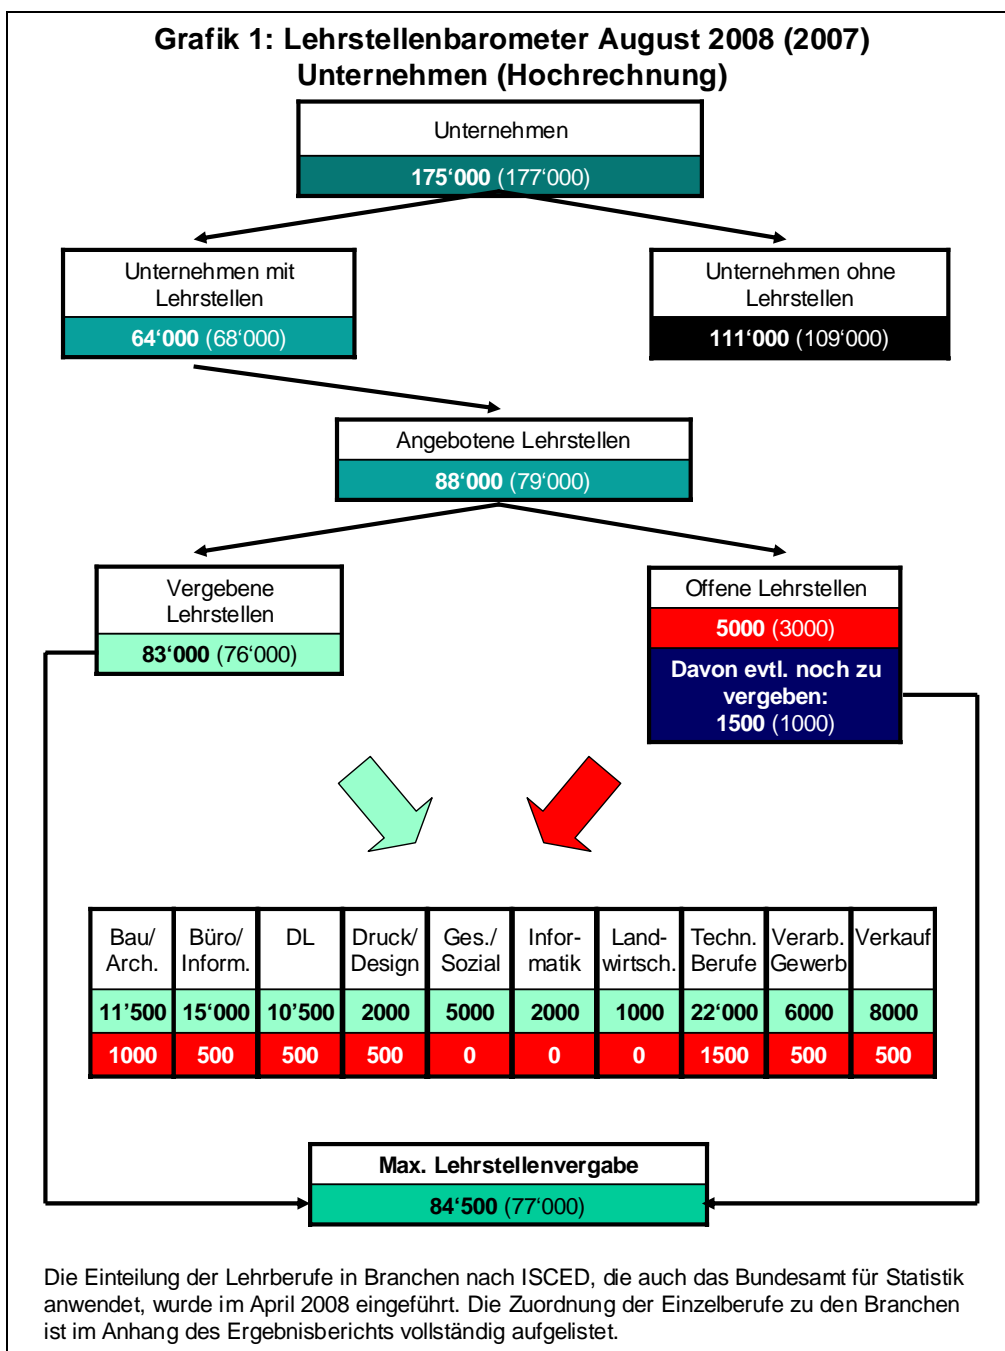 Grafik 1: Lehrstellenbarometer August 2008 (2007)
Unternehmen (Hochrechnung)
Unternehmen
175‘000 (177‘000)
Unternehmen mit
Lehrstellen
64‘000 (68‘000)
Unternehmen ohne
Lehrstellen
111‘000 (109‘000)
Angebotene Lehrstellen
88‘000 (79‘000)
Vergebene
Lehrstellen
83‘000 (76‘000)
Offene Lehrstellen
5000 (3000)
Davon evtl. noch zu
vergeben:
1500 (1000)
Bau/ Büro/ DL Druck/ Ges./ Infor- Land- Techn. Verarb. Verkauf
Arch. Inform. Design Sozial matik wirtsch. Berufe Gewerb
11’500 15’000 10’500 2000 5000 2000 1000 22’000 6000 8000
1000 500 500 500 0 0 0 1500 500 500
Max. Lehrstellenvergabe
84‘500 (77‘000)
Die Einteilung der Lehrberufe in Branchen nach ISCED, die auch das Bundesamt für Statistik
anwendet, wurde im April 2008 eingeführt. Die Zuordnung der Einzelberufe zu den Branchen
ist im Anhang des Ergebnisberichts vollständig aufgelistet.